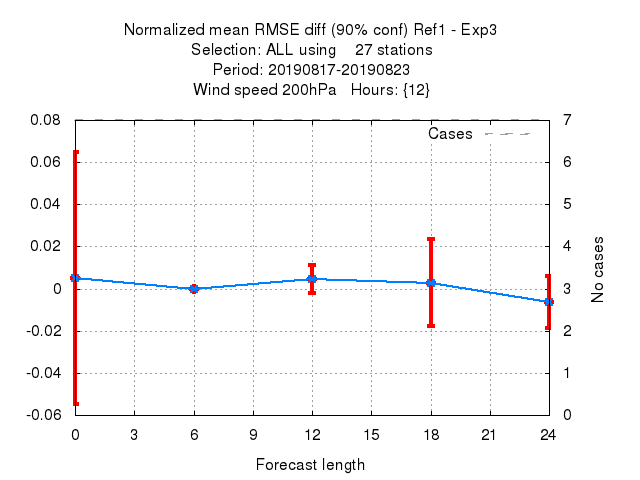 Normalized mean RMSE diff (90% conf) Ref1 - Exp3
Selection: ALL using    27 stations
Period: 20190817-20190823
Wind speed 200hPa   Hours: {12}
Cases
0.08
0.06
0.04
0.02
0
-0.02
-0.04
-0.06
7
6
5
4
3
2
1
0
No cases
0 3 6 9 12 15 18 21 24
Forecast length